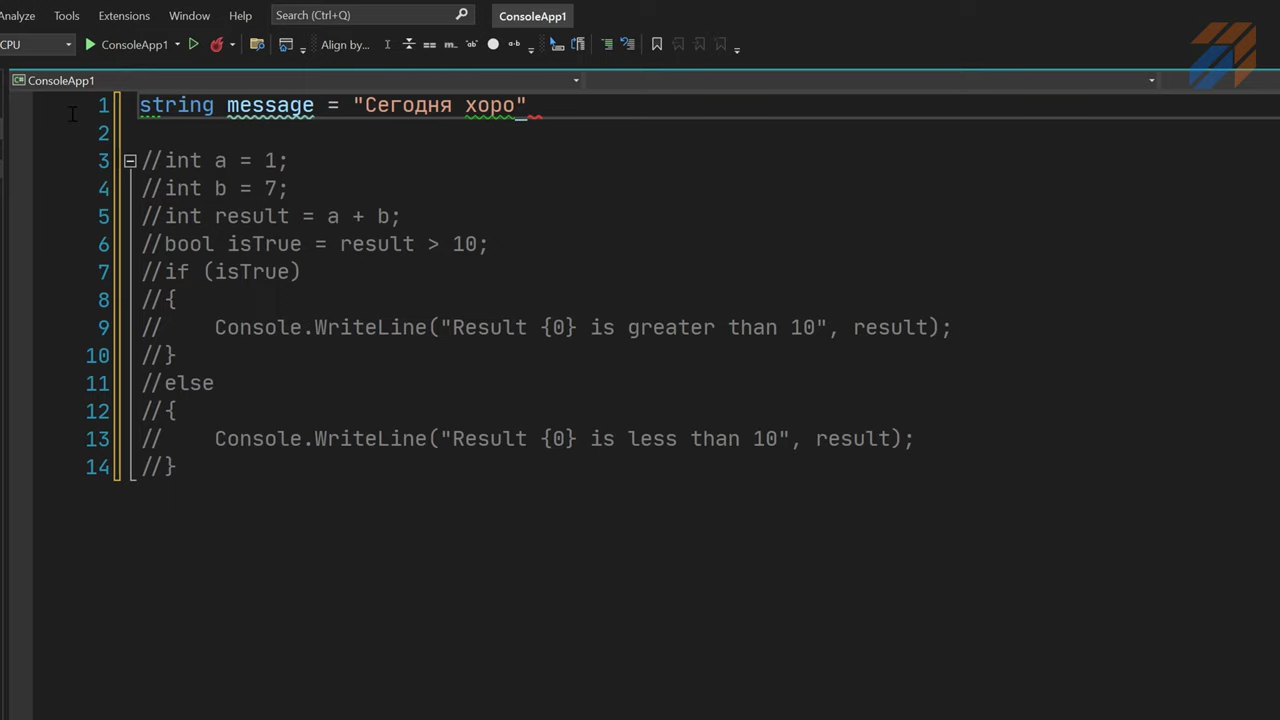 Analyze Tools Extensions Window Help Search (Ctrl+Q) ConsoleApp1
CPU ConsoleApp1 Align by...
ConsoleApp1
1 string message = "Сегодня хоро"
2
3 //int a = 1;
4 //int b = 7;
5 //int result = a + b;
6 //bool isTrue = result > 10;
7 //if (isTrue)
8 //{
9 //    Console.WriteLine("Result {0} is greater than 10", result);
10 //}
11 //else
12 //{
13 //    Console.WriteLine("Result {0} is less than 10", result);
14 //}